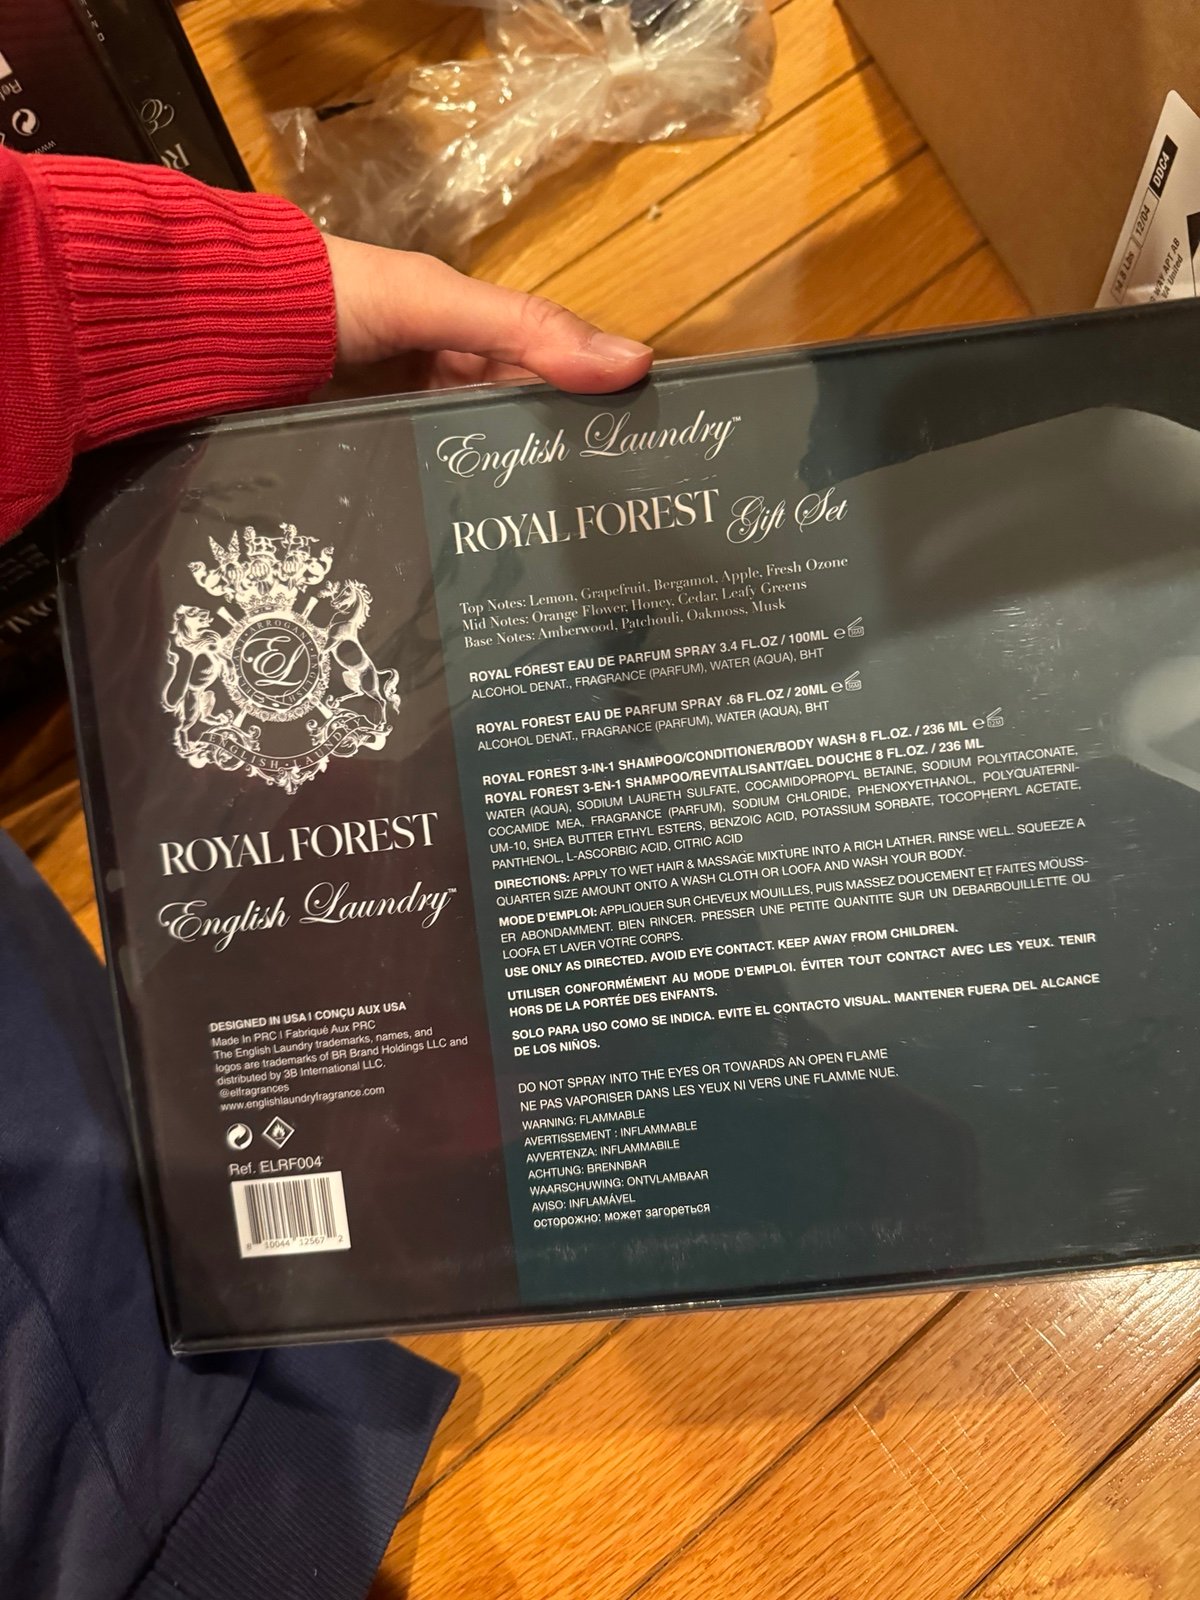 DDC4
12/04
English Laundry™
ROYAL FOREST Gift Set
Top Notes: Lemon, Grapefruit, Bergamot, Apple, Fresh Ozone
Mid Notes: Orange Flower, Honey, Cedar, Leafy Greens
Base Notes: Amberwood, Patchouli, Oakmoss, Musk
ROYAL FOREST EAU DE PARFUM SPRAY 3.4 FL.OZ / 100ML ℮
ALCOHOL DENAT., FRAGRANCE (PARFUM), WATER (AQUA), BHT
ROYAL FOREST EAU DE PARFUM SPRAY .68 FL.OZ / 20ML ℮
ALCOHOL DENAT., FRAGRANCE (PARFUM), WATER (AQUA), BHT
ROYAL FOREST 3-IN-1 SHAMPOO/CONDITIONER/BODY WASH 8 FL.OZ. / 236 ML ℮ 12M
ROYAL FOREST 3-EN-1 SHAMPOO/REVITALISANT/GEL DOUCHE 8 FL.OZ. / 236 ML
WATER (AQUA), SODIUM LAURETH SULFATE, COCAMIDOPROPYL BETAINE, SODIUM POLYITACONATE,
COCAMIDE MEA, FRAGRANCE (PARFUM), SODIUM CHLORIDE, PHENOXYETHANOL, POLYQUATERNI-
UM-10, SHEA BUTTER ETHYL ESTERS, BENZOIC ACID, POTASSIUM SORBATE, TOCOPHERYL ACETATE,
PANTHENOL, L-ASCORBIC ACID, CITRIC ACID
DIRECTIONS: APPLY TO WET HAIR & MASSAGE MIXTURE INTO A RICH LATHER. RINSE WELL. SQUEEZE A
QUARTER SIZE AMOUNT ONTO A WASH CLOTH OR LOOFA AND WASH YOUR BODY.
MODE D'EMPLOI: APPLIQUER SUR CHEVEUX MOUILLES, PUIS MASSEZ DOUCEMENT ET FAITES MOUSS-
ER ABONDAMMENT. BIEN RINCER. PRESSER UNE PETITE QUANTITE SUR UN DEBARBOUILLETTE OU
LOOFA ET LAVER VOTRE CORPS.
USE ONLY AS DIRECTED. AVOID EYE CONTACT. KEEP AWAY FROM CHILDREN.
UTILISER CONFORMÉMENT AU MODE D'EMPLOI. ÉVITER TOUT CONTACT AVEC LES YEUX. TENIR
HORS DE LA PORTÉE DES ENFANTS.
SOLO PARA USO COMO SE INDICA. EVITE EL CONTACTO VISUAL. MANTENER FUERA DEL ALCANCE
DE LOS NIÑOS.
DO NOT SPRAY INTO THE EYES OR TOWARDS AN OPEN FLAME
NE PAS VAPORISER DANS LES YEUX NI VERS UNE FLAMME NUE.
WARNING: FLAMMABLE
AVERTISSEMENT : INFLAMMABLE
AVVERTENZA: INFLAMMABILE
ACHTUNG: BRENNBAR
WAARSCHUWING: ONTVLAMBAAR
AVISO: INFLAMÁVEL
осторожно: может загореться
EL
ENGLISH LAUNDRY
ROYAL FOREST
English Laundry™
DESIGNED IN USA I CONÇU AUX USA
Made In PRC I Fabriqué Aux PRC
The English Laundry trademarks, names, and
logos are trademarks of BR Brand Holdings LLC and
distributed by 3B International LLC.
@elfragrances
www.englishlaundryfragrance.com
Ref. ELRF004
8 10044 12567 2